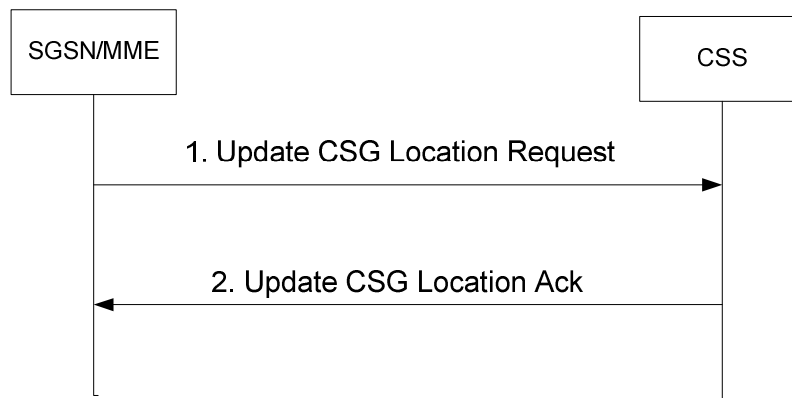 SGSN/MME
CSS
1. Update CSG Location Request
2. Update CSG Location Ack